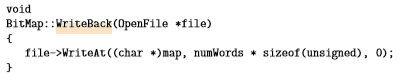 void
BitMap::WriteBack(OpenFile *file)
{
file->WriteAt((char *)map, numWords * sizeof(unsigned), 0);
}